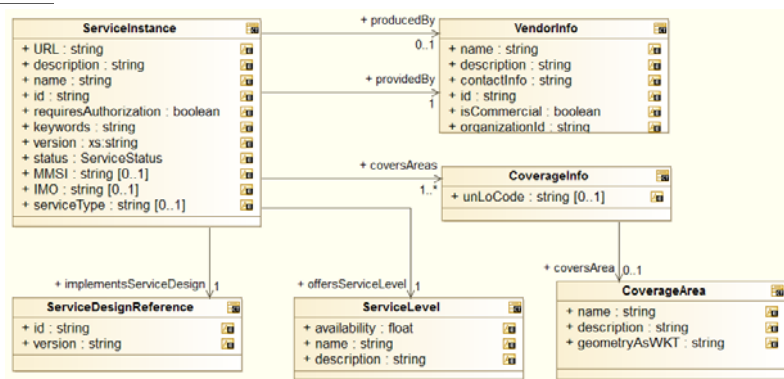 ServiceInstance
+ URL : string
+ description : string
+ name : string
+ id : string
+ requiresAuthorization : boolean
+ keywords : string
+ version : xs:string
+ status : ServiceStatus
+ MMSI : string [0..1]
+ IMO : string [0..1]
+ serviceType : string [0..1]
+ producedBy
0..1
+ providedBy
1
VendorInfo
+ name : string
+ description : string
+ contactInfo : string
+ id : string
+ isCommercial : boolean
+ organizationId : string
+ coversAreas
1..*
CoverageInfo
+ unLoCode : string [0..1]
+ implementsServiceDesign
1
+ offersServiceLevel
1
+ coversArea
0..1
ServiceDesignReference
+ id : string
+ version : string
ServiceLevel
+ availability : float
+ name : string
+ description : string
CoverageArea
+ name : string
+ description : string
+ geometryAsWKT : string